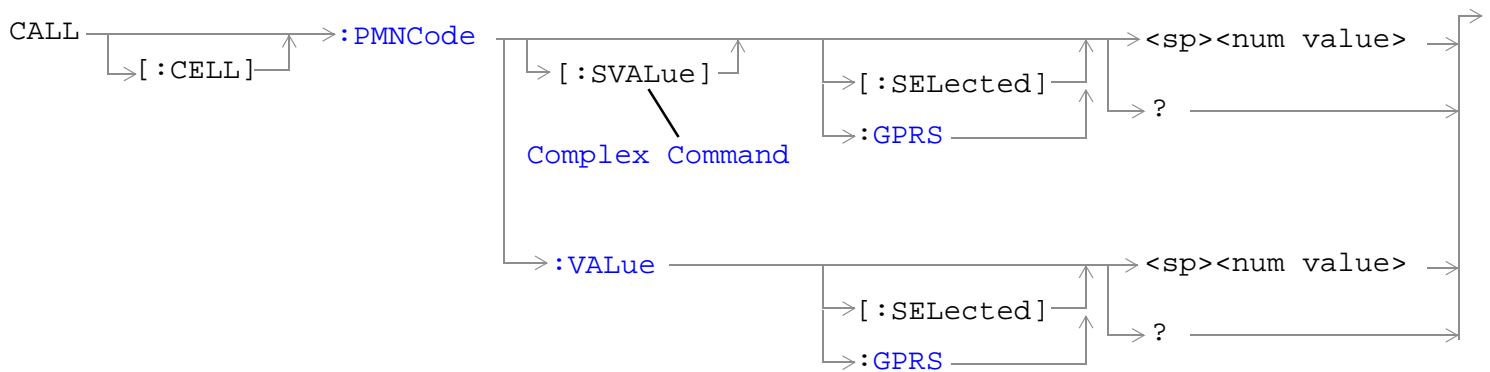 CALL :PMNCode <sp><num value>
[:CELL] [:SVALue] [:SELected]
?
:GPRS
Complex Command
:VALue <sp><num value>
[:SELected]
?
:GPRS